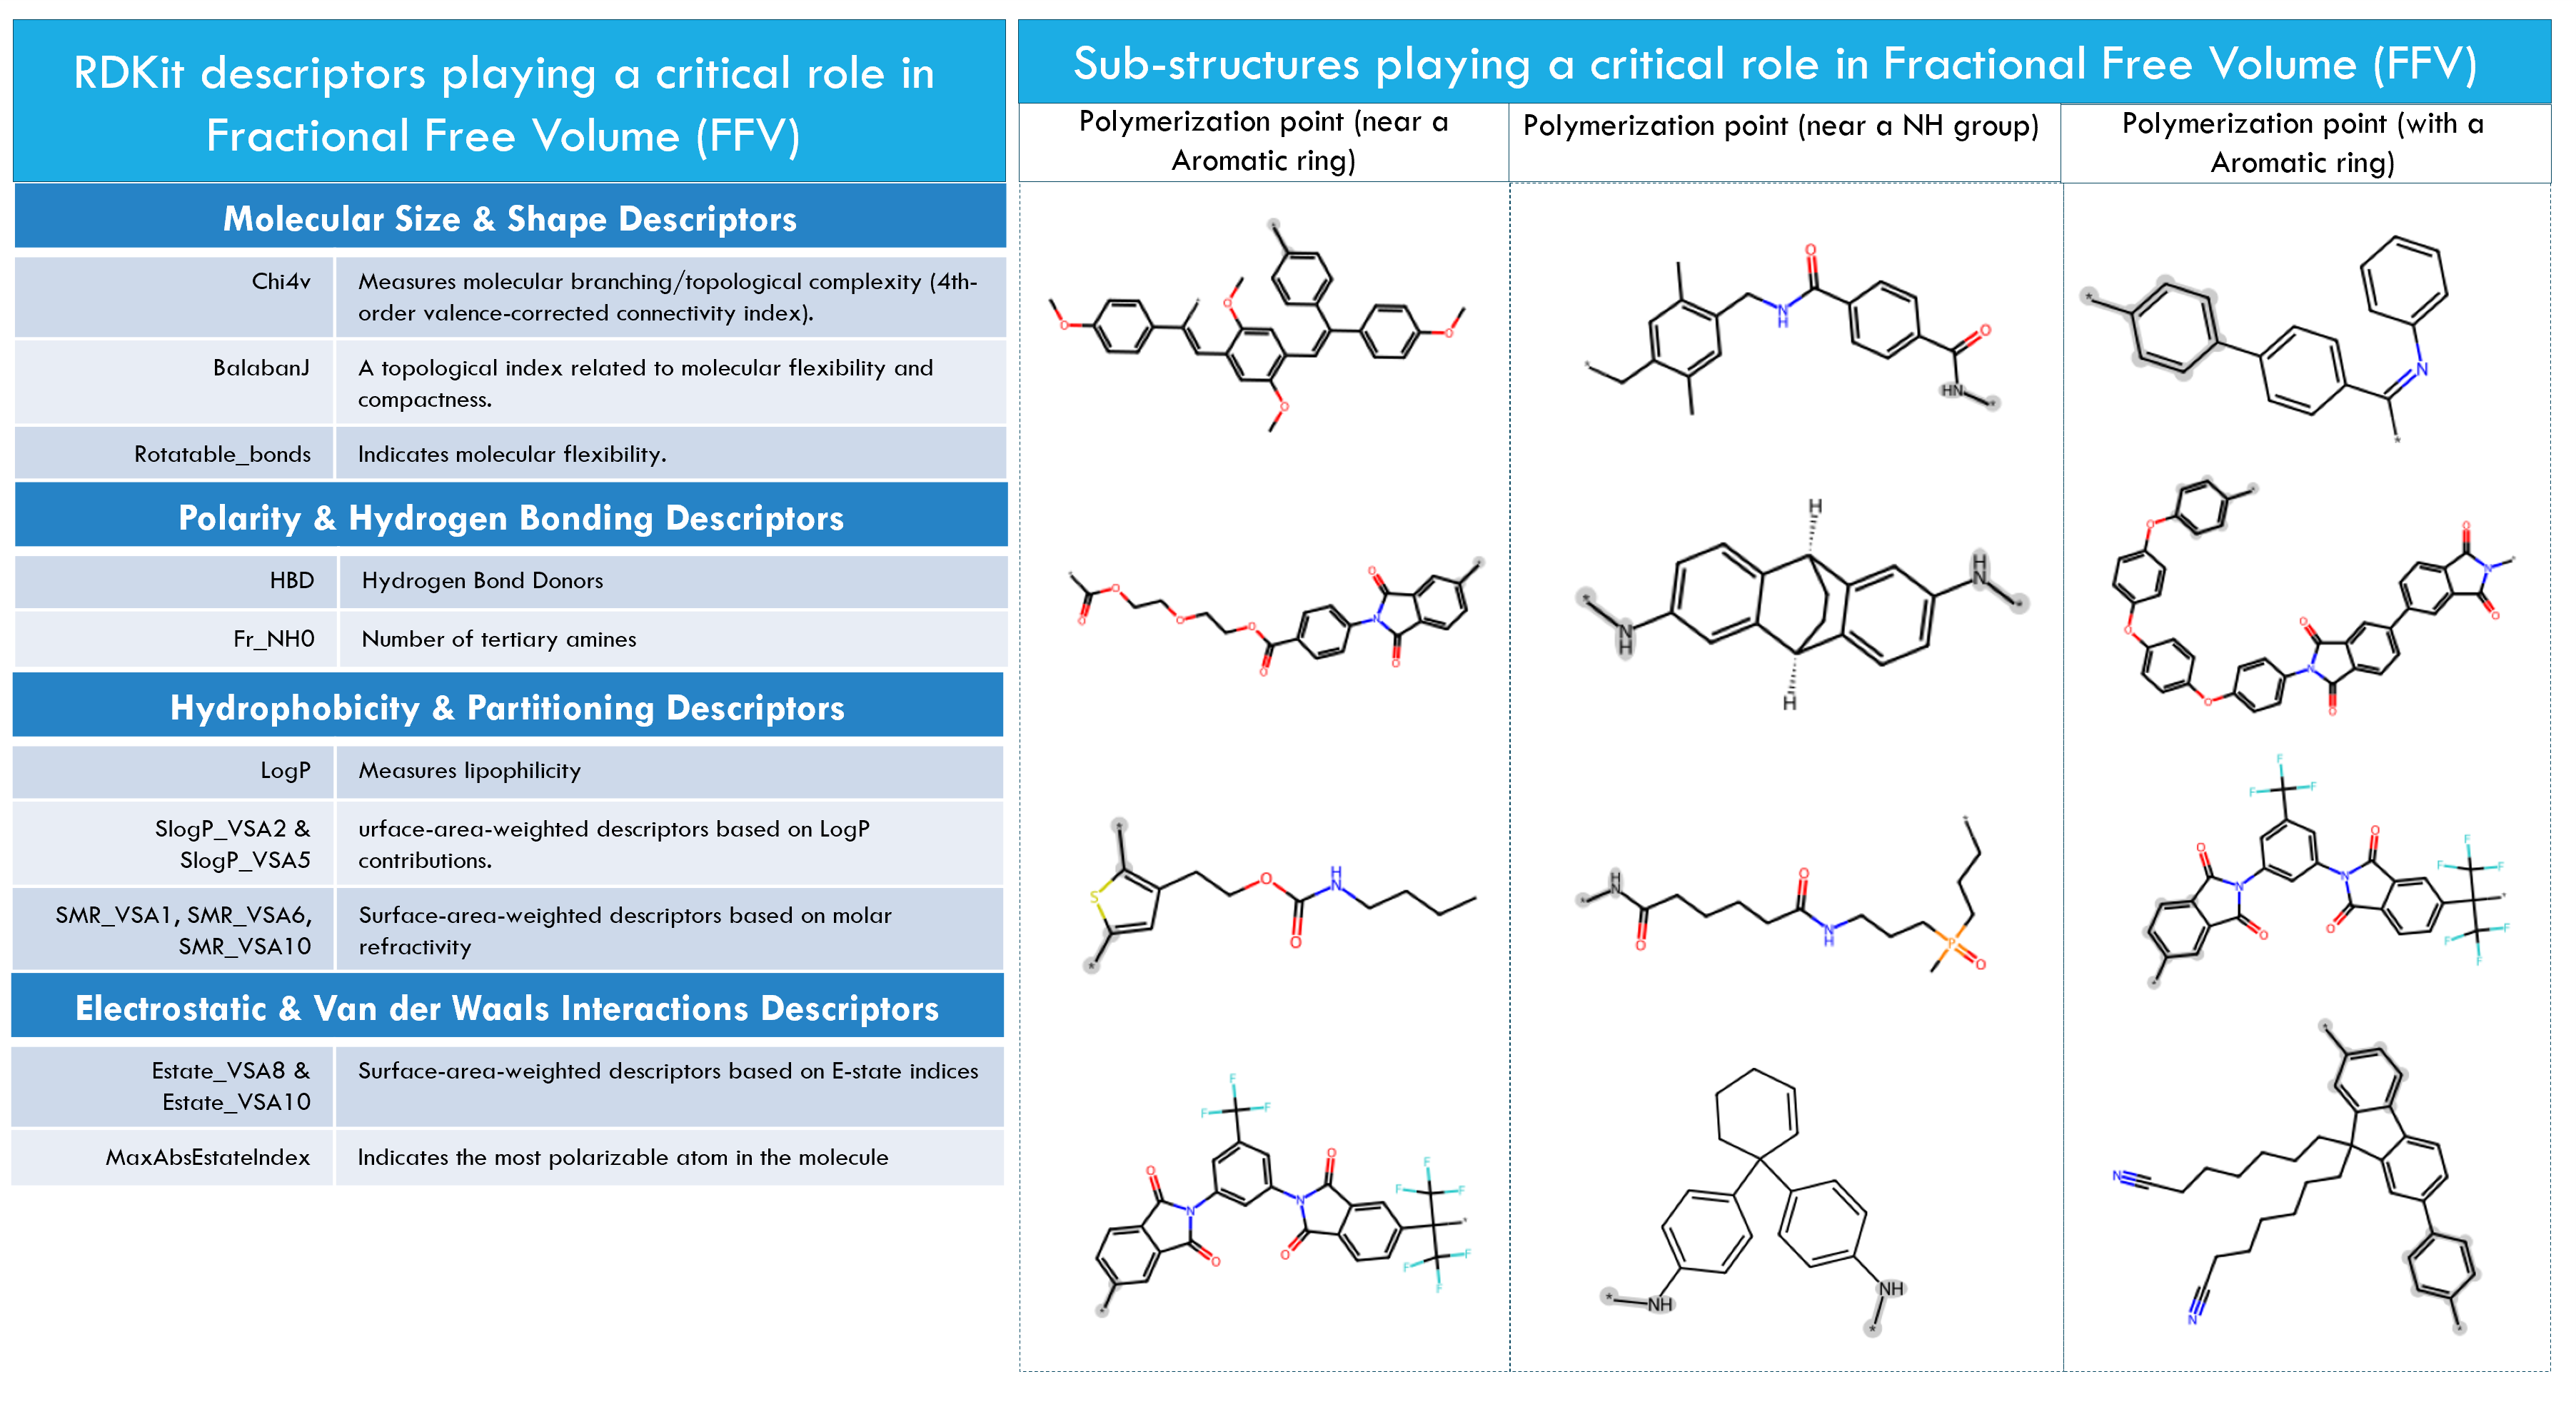 RDKit descriptors playing a critical role in
Fractional Free Volume (FFV)
Molecular Size & Shape Descriptors
Chi4v
Measures molecular branching/topological complexity (4th-
order valence-corrected connectivity index).
BalabanJ
A topological index related to molecular flexibility and
compactness.
Rotatable_bonds
Indicates molecular flexibility.
Polarity & Hydrogen Bonding Descriptors
HBD
Hydrogen Bond Donors
Fr_NH0
Number of tertiary amines
Hydrophobicity & Partitioning Descriptors
LogP
Measures lipophilicity
SlogP_VSA2 &
SlogP_VSA5
urface-area-weighted descriptors based on LogP
contributions.
SMR_VSA1, SMR_VSA6,
SMR_VSA10
Surface-area-weighted descriptors based on molar
refractivity
Electrostatic & Van der Waals Interactions Descriptors
Estate_VSA8 &
Estate_VSA10
Surface-area-weighted descriptors based on E-state indices
MaxAbsEstateIndex
Indicates the most polarizable atom in the molecule
Sub-structures playing a critical role in Fractional Free Volume (FFV)
Polymerization point (near a
Aromatic ring)
Polymerization point (near a NH group)
Polymerization point (with a
Aromatic ring)